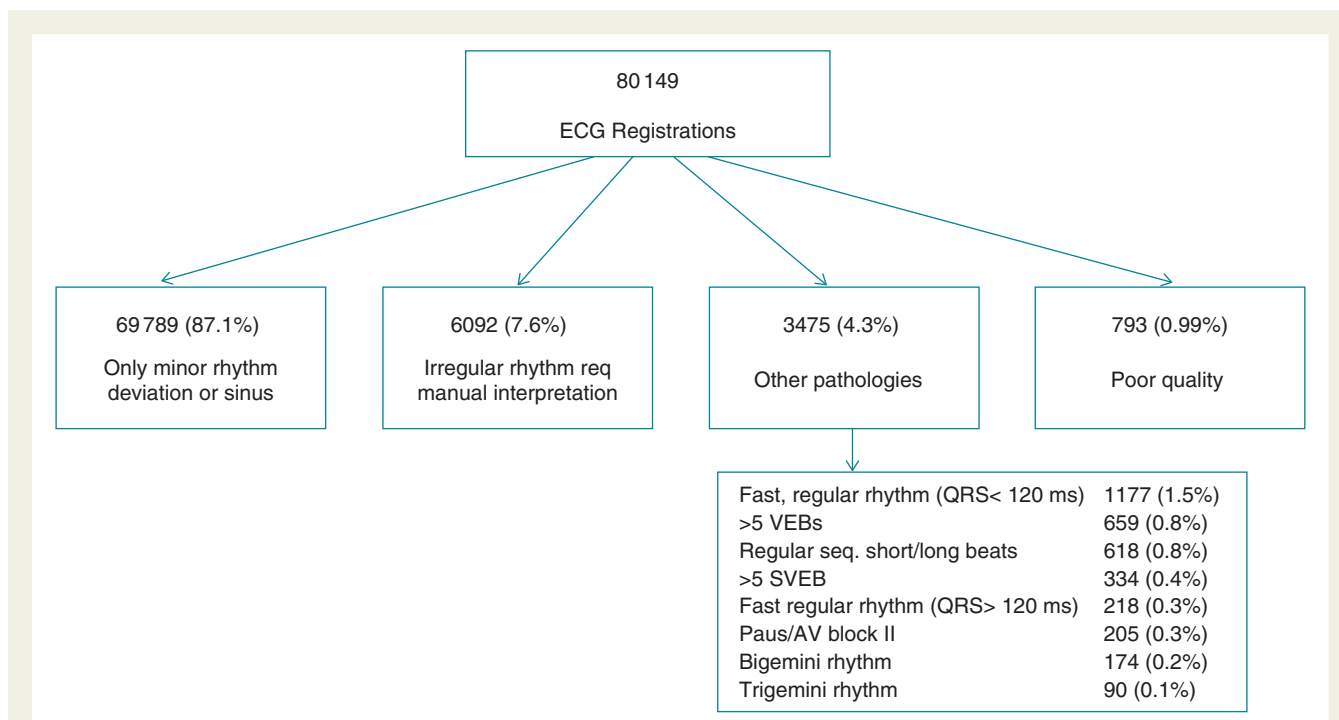 80 149
ECG Registrations
69 789 (87.1%)
Only minor rhythm
deviation or sinus
6092 (7.6%)
Irregular rhythm req
manual interpretation
3475 (4.3%)
Other pathologies
793 (0.99%)
Poor quality
Fast, regular rhythm (QRS< 120 ms) 1177 (1.5%)
>5 VEBs 659 (0.8%)
Regular seq. short/long beats 618 (0.8%)
>5 SVEB 334 (0.4%)
Fast regular rhythm (QRS> 120 ms) 218 (0.3%)
Paus/AV block II 205 (0.3%)
Bigemini rhythm 174 (0.2%)
Trigemini rhythm 90 (0.1%)